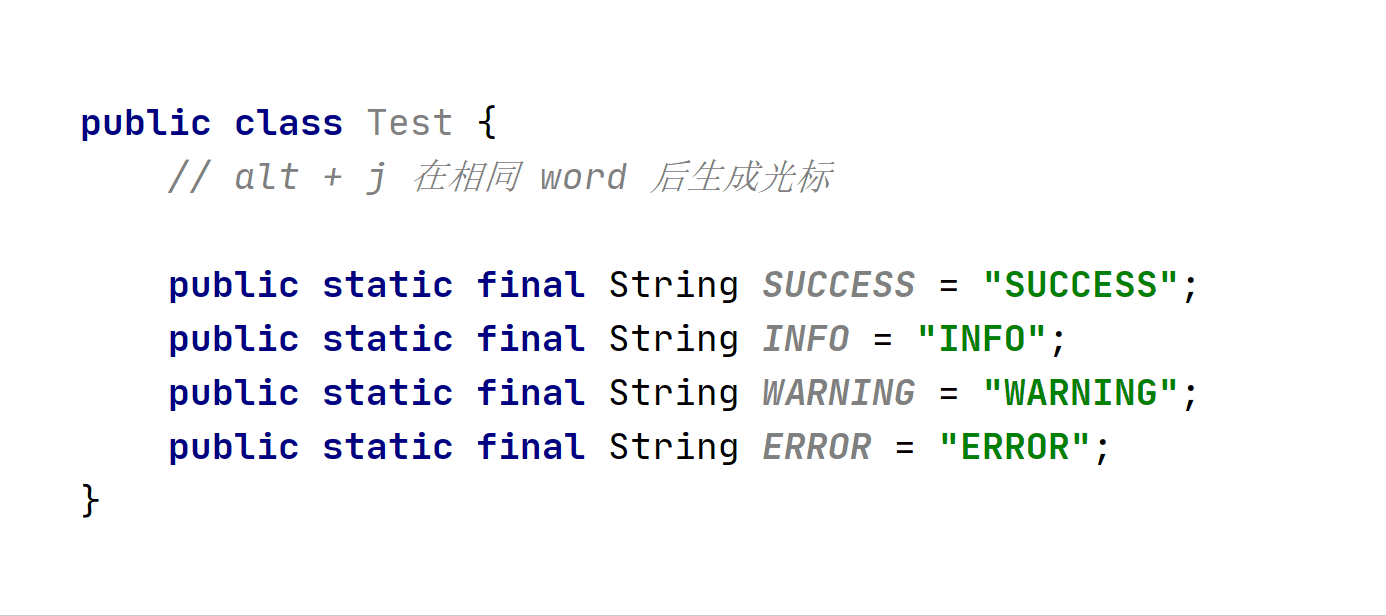 public class Test {
    // alt + j 在相同 word 后生成光标
    public static final String SUCCESS = "SUCCESS";
    public static final String INFO = "INFO";
    public static final String WARNING = "WARNING";
    public static final String ERROR = "ERROR";
}